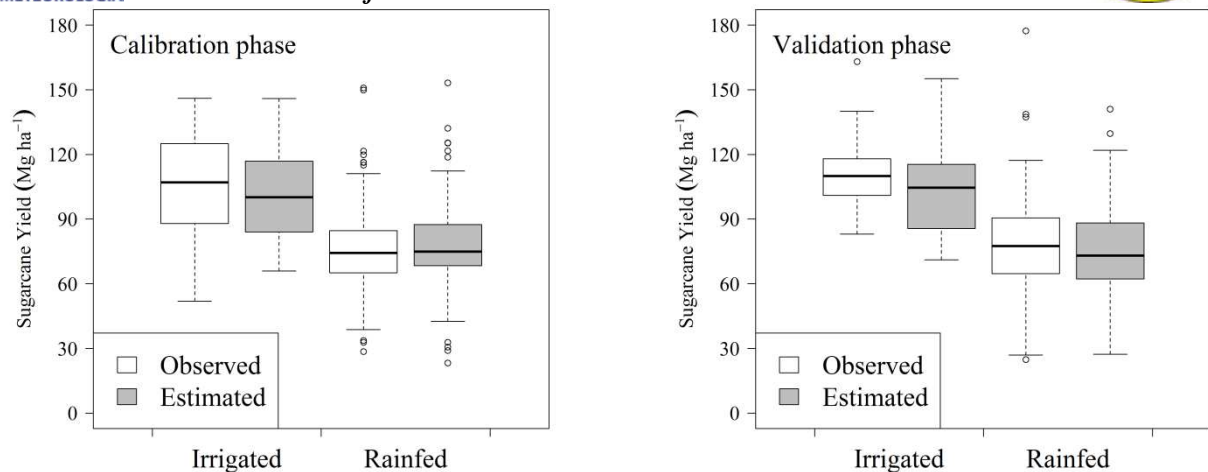 Calibration phase
Sugarcane Yield (Mg ha⁻¹)
180
150
120
90
60
30
0
Observed
Estimated
Irrigated
Rainfed
Validation phase
Sugarcane Yield (Mg ha⁻¹)
180
150
120
90
60
30
0
Observed
Estimated
Irrigated
Rainfed